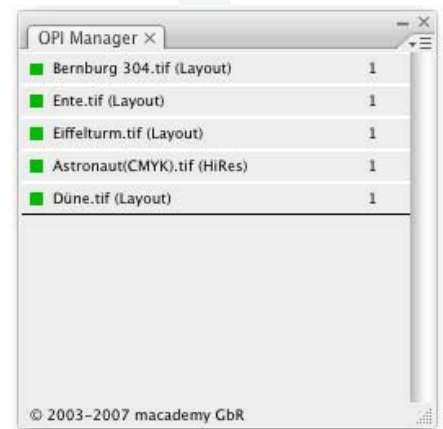 OPI Manager ×
Bernburg 304.tif (Layout) 1
Ente.tif (Layout) 1
Eiffelturm.tif (Layout) 1
Astronaut(CMYK).tif (HiRes) 1
Düne.tif (Layout) 1
© 2003–2007 macademy GbR